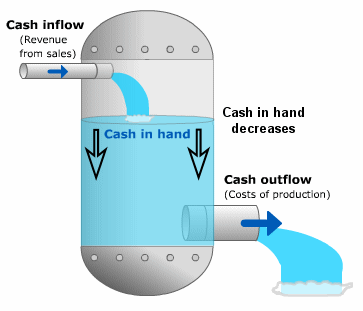 Cash inflow
(Revenue
from sales)
Cash in hand
decreases
Cash in hand
Cash outflow
(Costs of production)